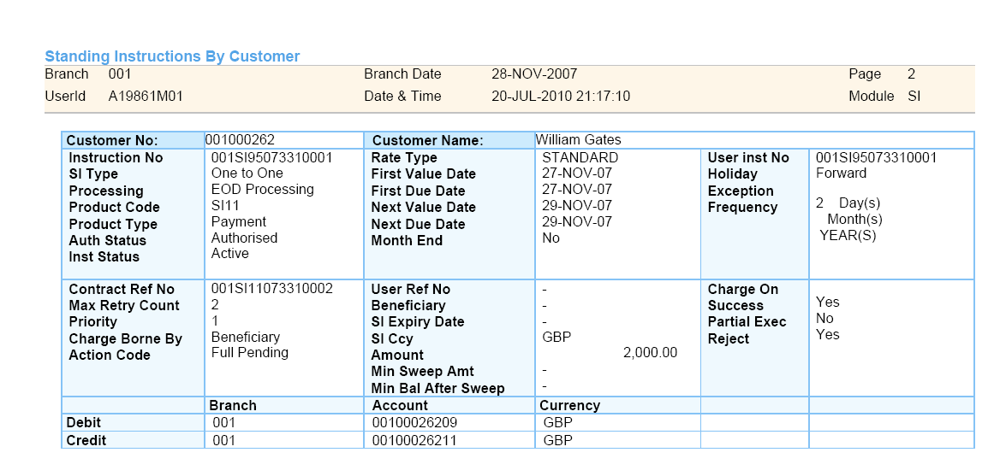 Standing Instructions By Customer
Branch 001 Branch Date 28-NOV-2007 Page 2
UserId A19861M01 Date & Time 20-JUL-2010 21:17:10 Module SI
Customer No: 001000262 Customer Name: William Gates
Instruction No 001SI95073310001 Rate Type STANDARD User inst No 001SI95073310001
SI Type One to One First Value Date 27-NOV-07 Holiday Forward
Processing EOD Processing First Due Date 27-NOV-07 Exception
Product Code SI11 Next Value Date 29-NOV-07 Frequency 2 Day(s)
Product Type Payment Next Due Date 29-NOV-07 Month(s)
Auth Status Authorised Month End No YEAR(S)
Inst Status Active
Contract Ref No 001SI11073310002 User Ref No - Charge On
Max Retry Count 2 Beneficiary - Success Yes
Priority 1 SI Expiry Date - Partial Exec No
Charge Borne By Beneficiary SI Ccy GBP Reject Yes
Action Code Full Pending Amount 2,000.00
Min Sweep Amt -
Min Bal After Sweep -
Branch Account Currency
Debit 001 00100026209 GBP
Credit 001 00100026211 GBP